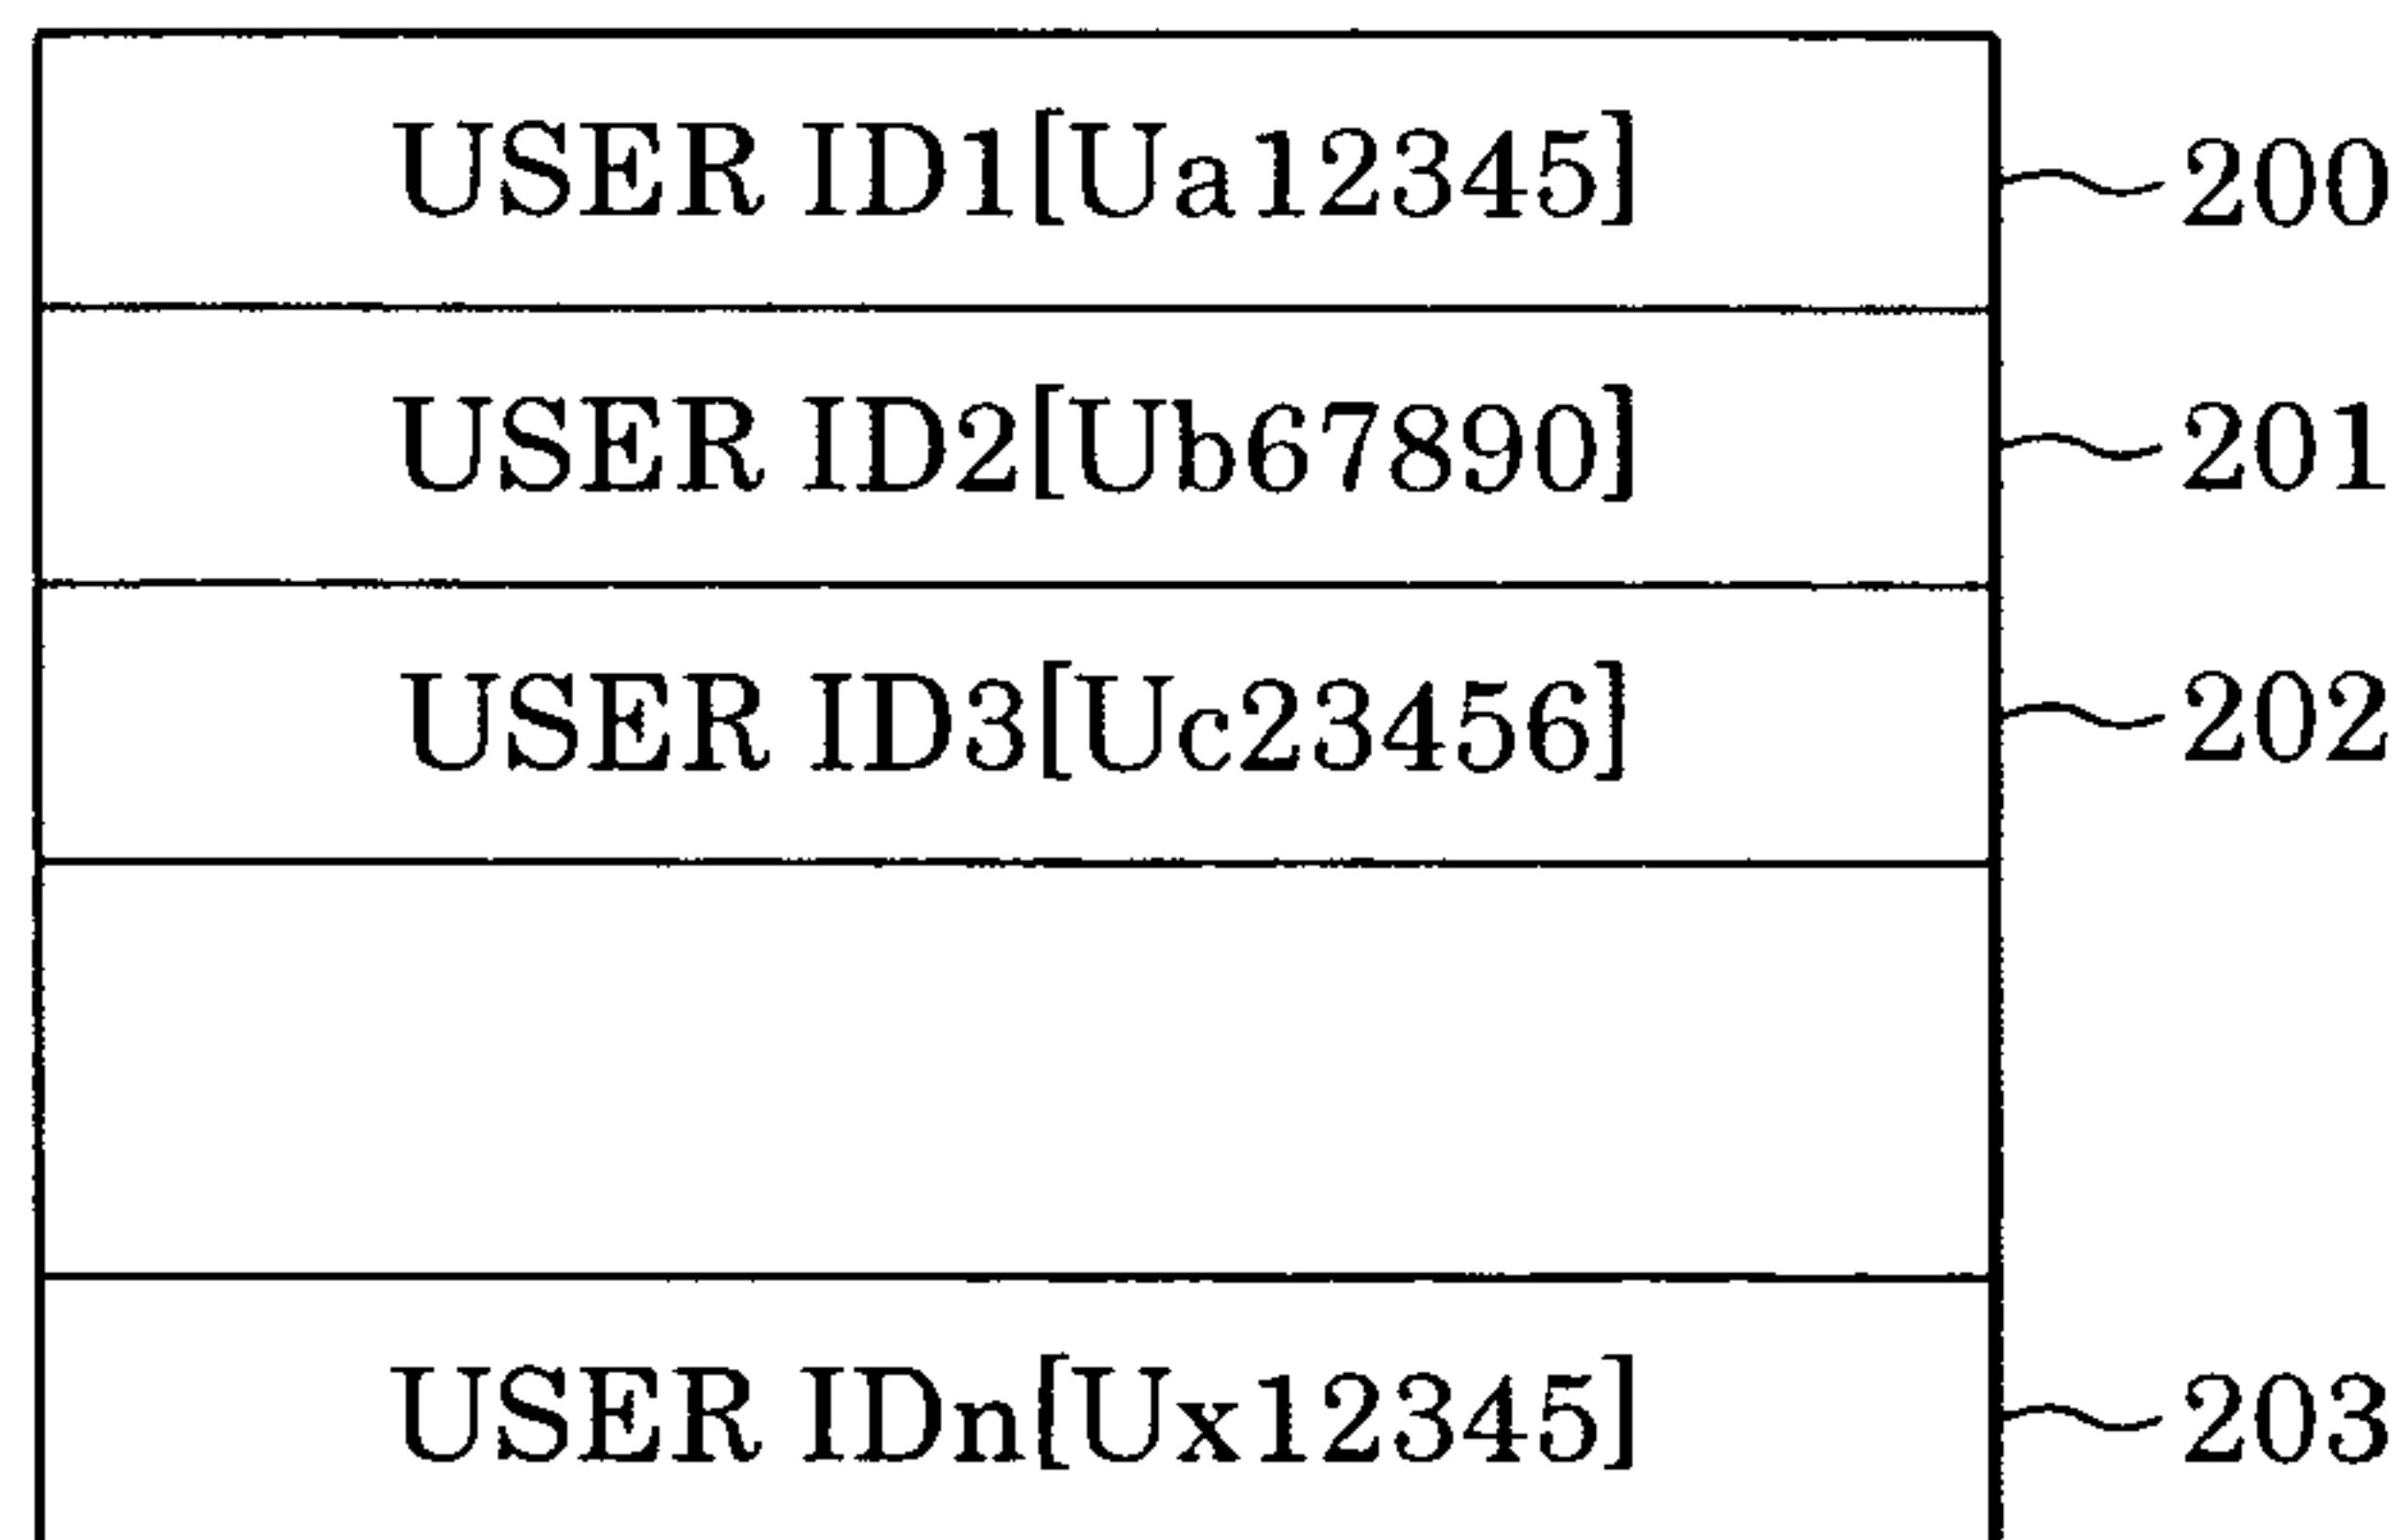 USER ID1[Ua12345] 200
USER ID2[Ub67890] 201
USER ID3[Uc23456] 202
USER IDn[Ux12345] 203